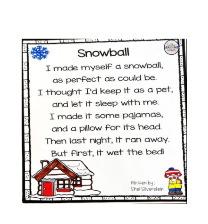 Snowball
I made myself a snowball,
as perfect as could be.
I thought I'd keep it as a pet,
and let it sleep with me.
I made it some pajamas,
and a pillow for its head.
Then last night, it ran away.
But first, it wet the bed!
Written by:
Shel Silverstein